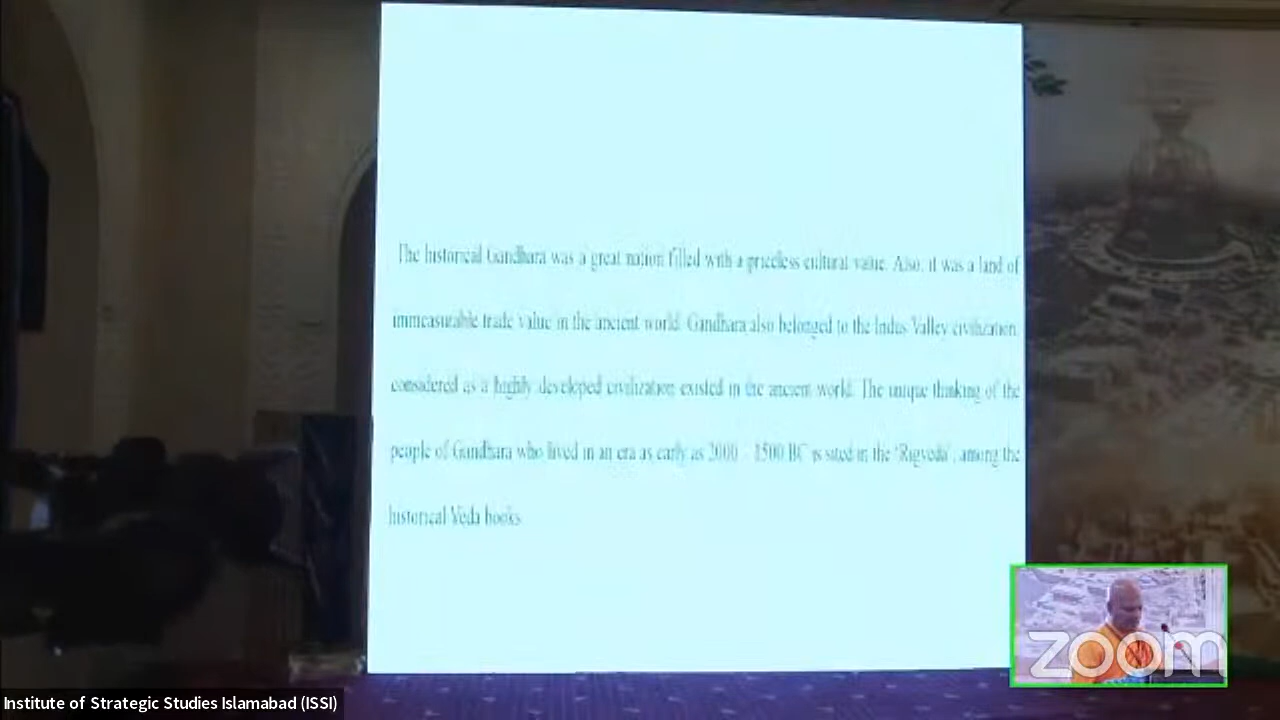 The historical Gandhara was a great nation filled with a priceless cultural value. Also, it was a land of
immeasurable trade value in the ancient world. Gandhara also belonged to the Indus Valley civilization,
considered as a highly developed civilization existed in the ancient world. The unique thinking of the
people of Gandhara who lived in an era as early as 2000 - 1500 BC is sited in the 'Rigveda', among the
historical Veda books
zoom
Institute of Strategic Studies Islamabad (ISSI)